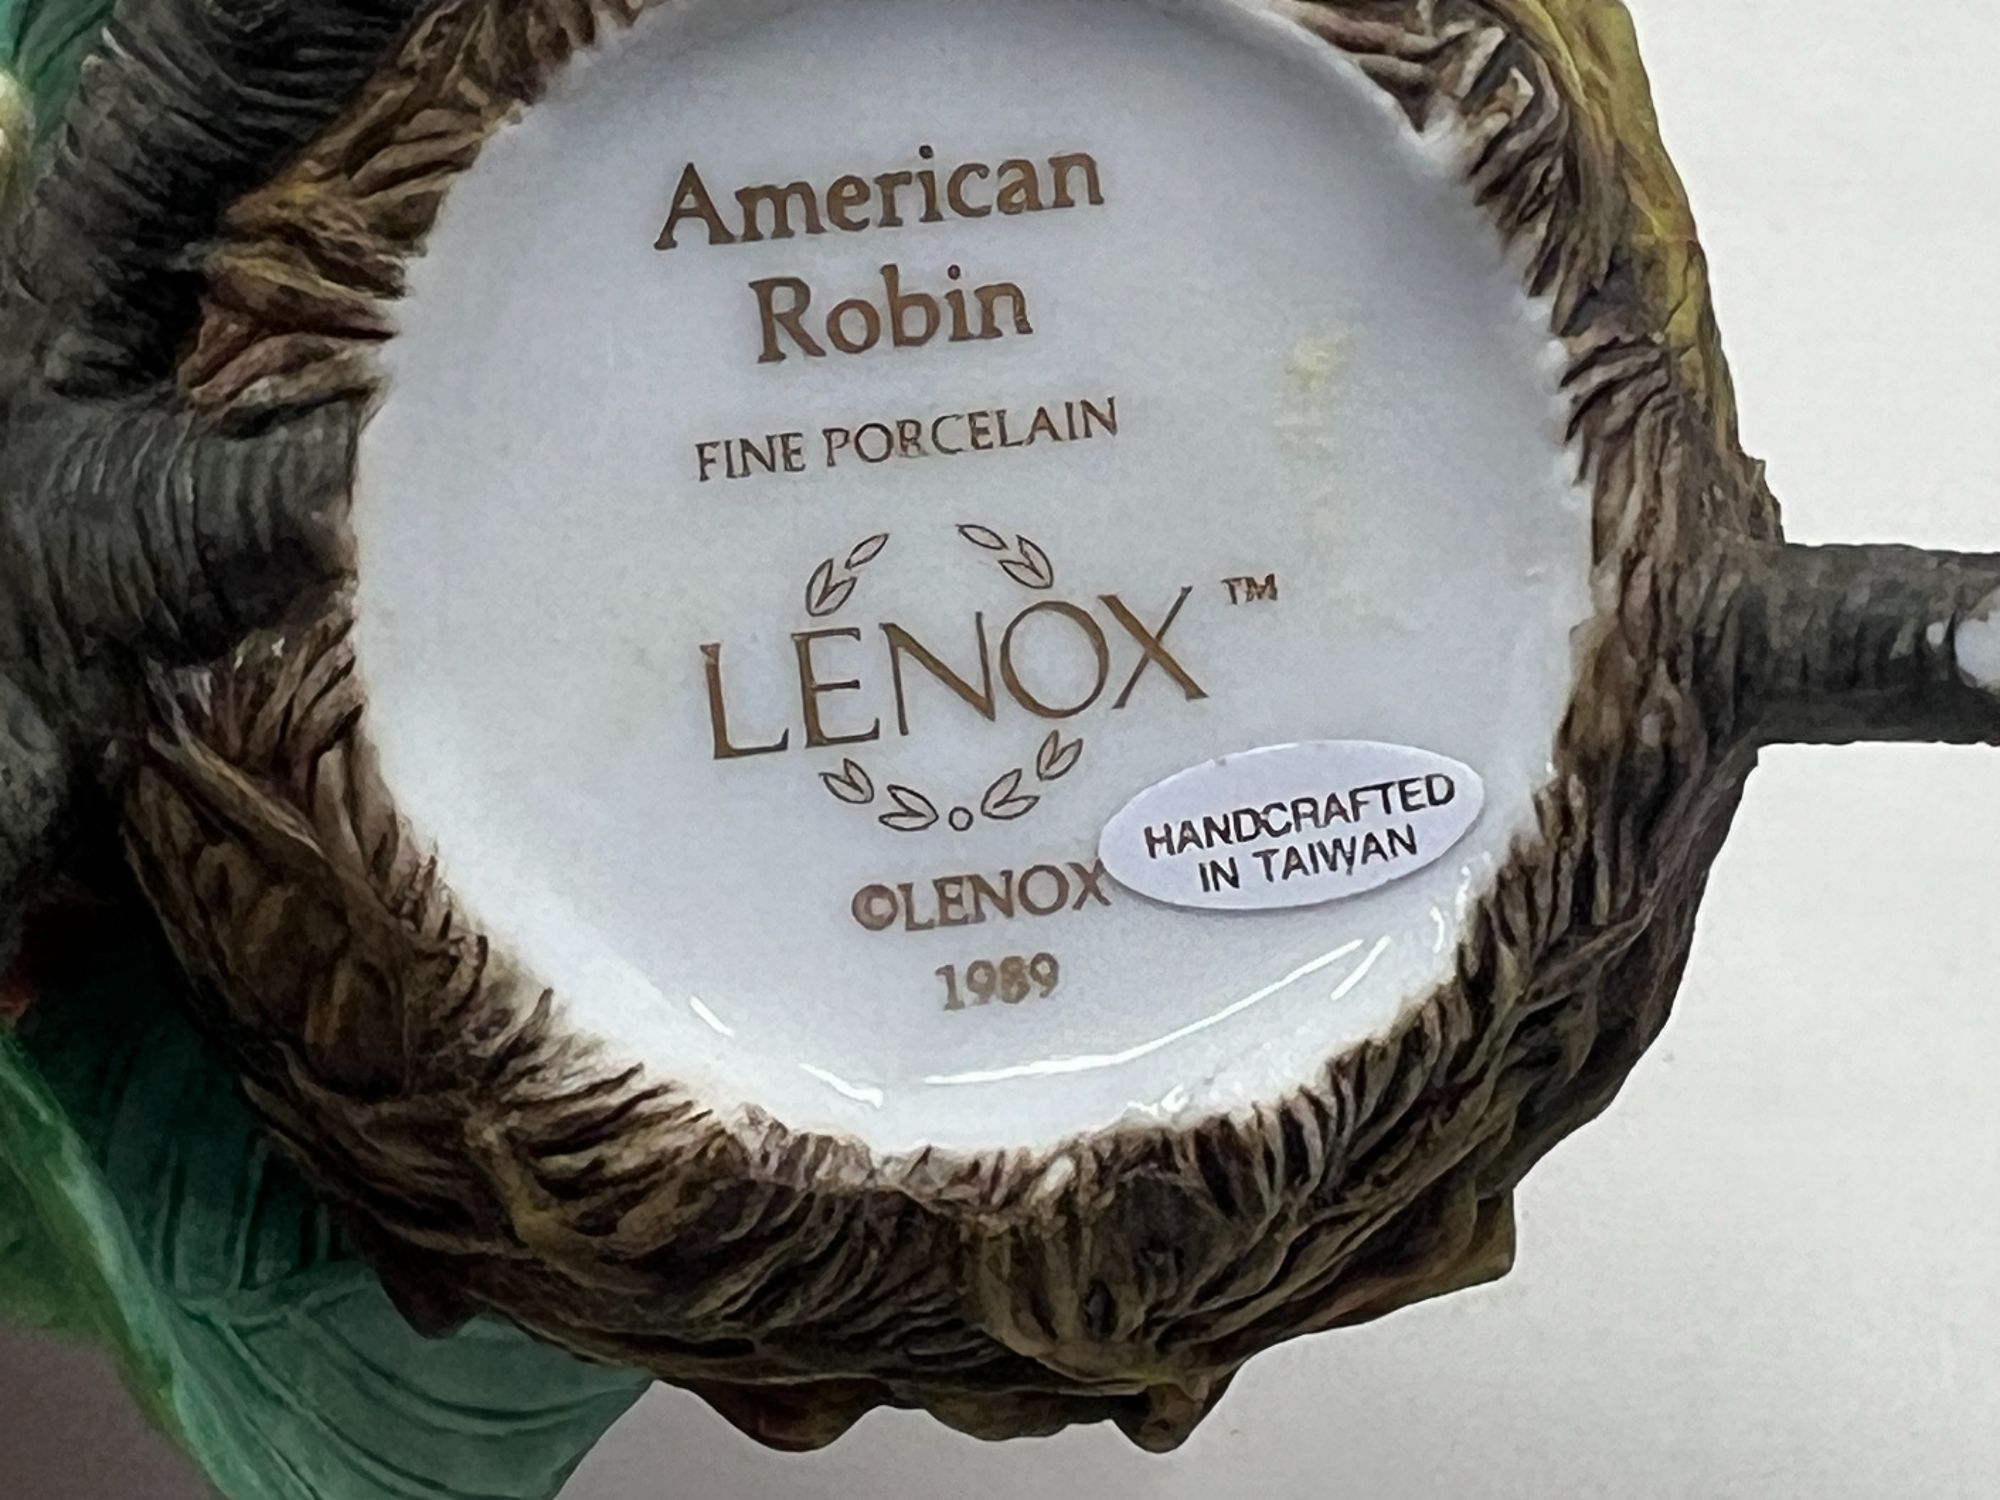 American
Robin
FINE PORCELAIN
LENOX ™
©LENOX
1989
HANDCRAFTED
IN TAIWAN